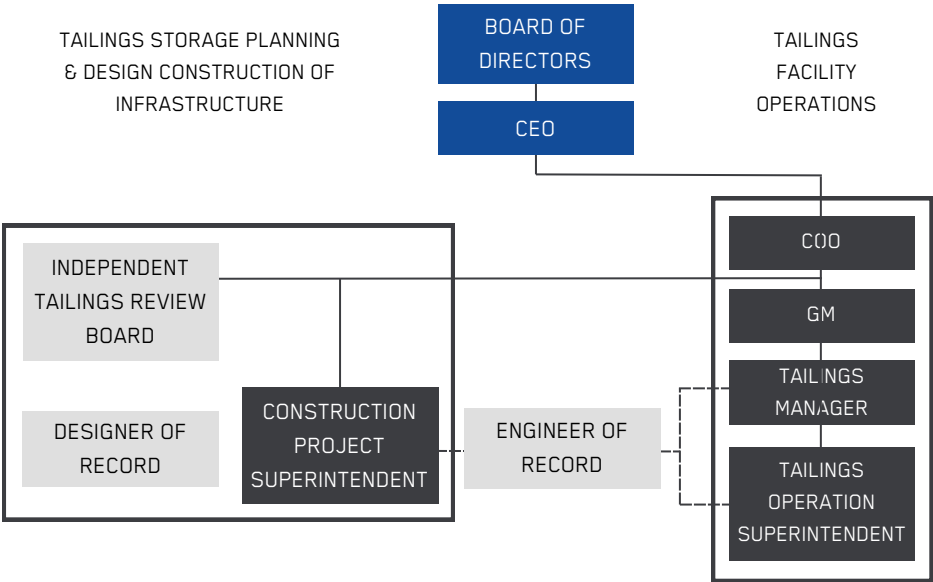 TAILINGS STORAGE PLANNING
& DESIGN CONSTRUCTION OF
INFRASTRUCTURE
BOARD OF
DIRECTORS
CEO
TAILINGS
FACILITY
OPERATIONS
INDEPENDENT
TAILINGS REVIEW
BOARD
DESIGNER OF
RECORD
CONSTRUCTION
PROJECT
SUPERINTENDENT
ENGINEER OF
RECORD
COO
GM
TAILINGS
MANAGER
TAILINGS
OPERATION
SUPERINTENDENT